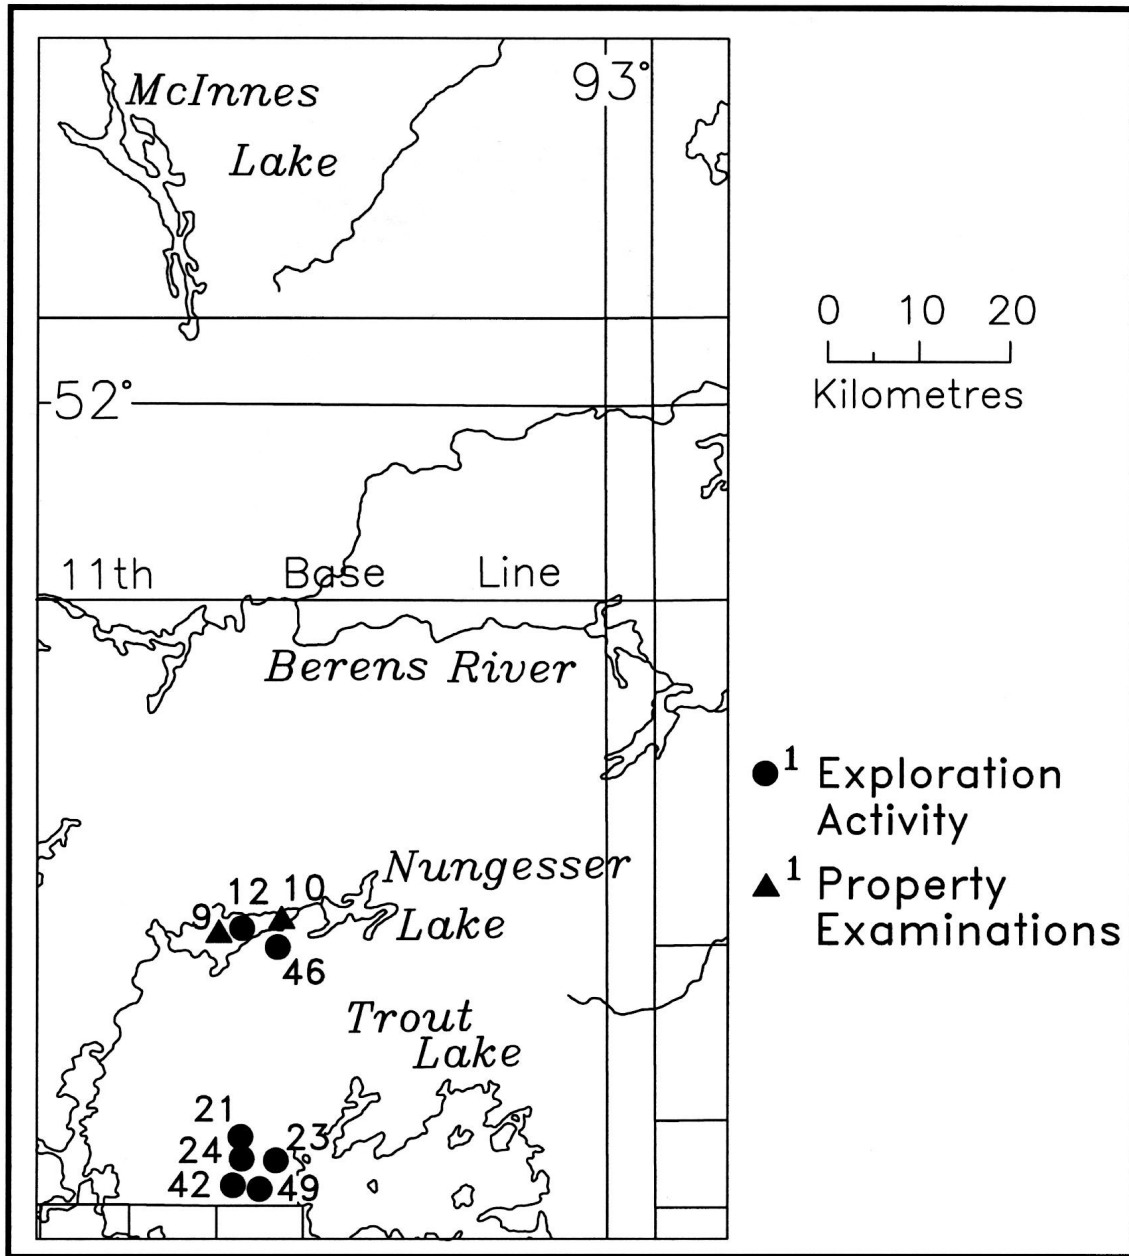 McInnes
Lake
93°
0 10 20
Kilometres
52°
11th Base Line
Berens River
1 Exploration
Activity
1 Property
Examinations
Nungesser
Lake
9 12 10
46
Trout
Lake
21
24 23
42 49